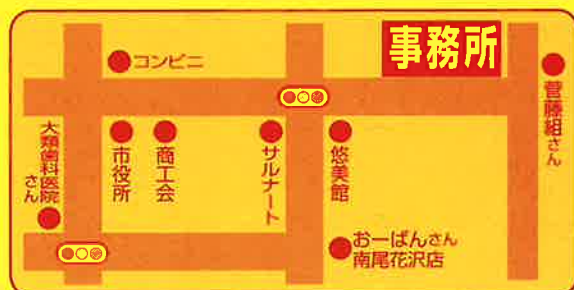 事務所
コンビニ
菅藤組さん
大類歯科医院さん
市役所
商工会
サルナート
悠美館
おーばんさん
南尾花沢店